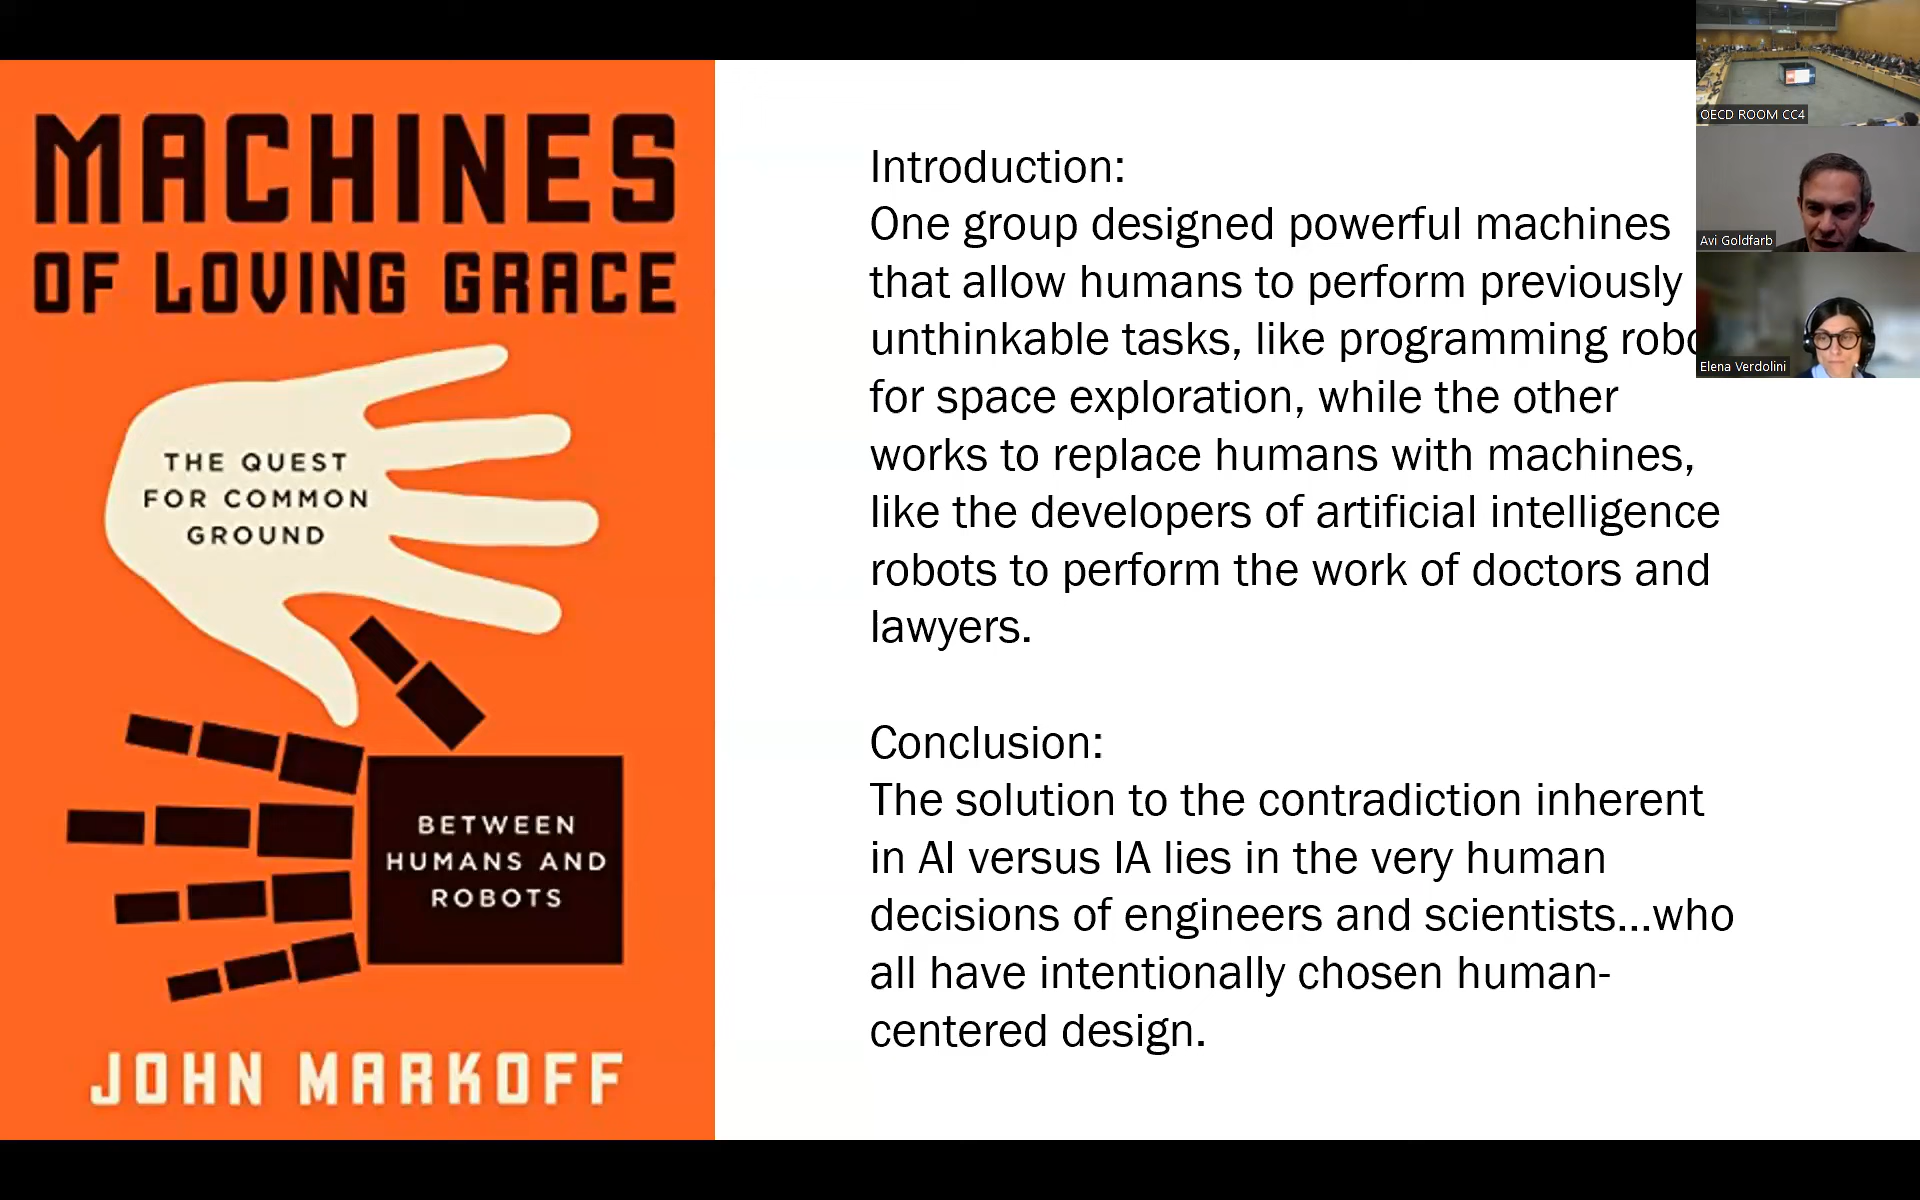 MACHINES
OF LOVING GRACE
THE QUEST
FOR COMMON
GROUND
BETWEEN
HUMANS AND
ROBOTS
JOHN MARKOFF
Introduction:
One group designed powerful machines
that allow humans to perform previously
unthinkable tasks, like programming
for space exploration, while the other
works to replace humans with machines,
like the developers of artificial intelligence
robots to perform the work of doctors and
lawyers.
Conclusion:
The solution to the contradiction inherent
in AI versus IA lies in the very human
decisions of engineers and scientists...who
all have intentionally chosen human-
centered design.
OECD ROOM CC4
Avi Goldfarb
Elena Verdolini